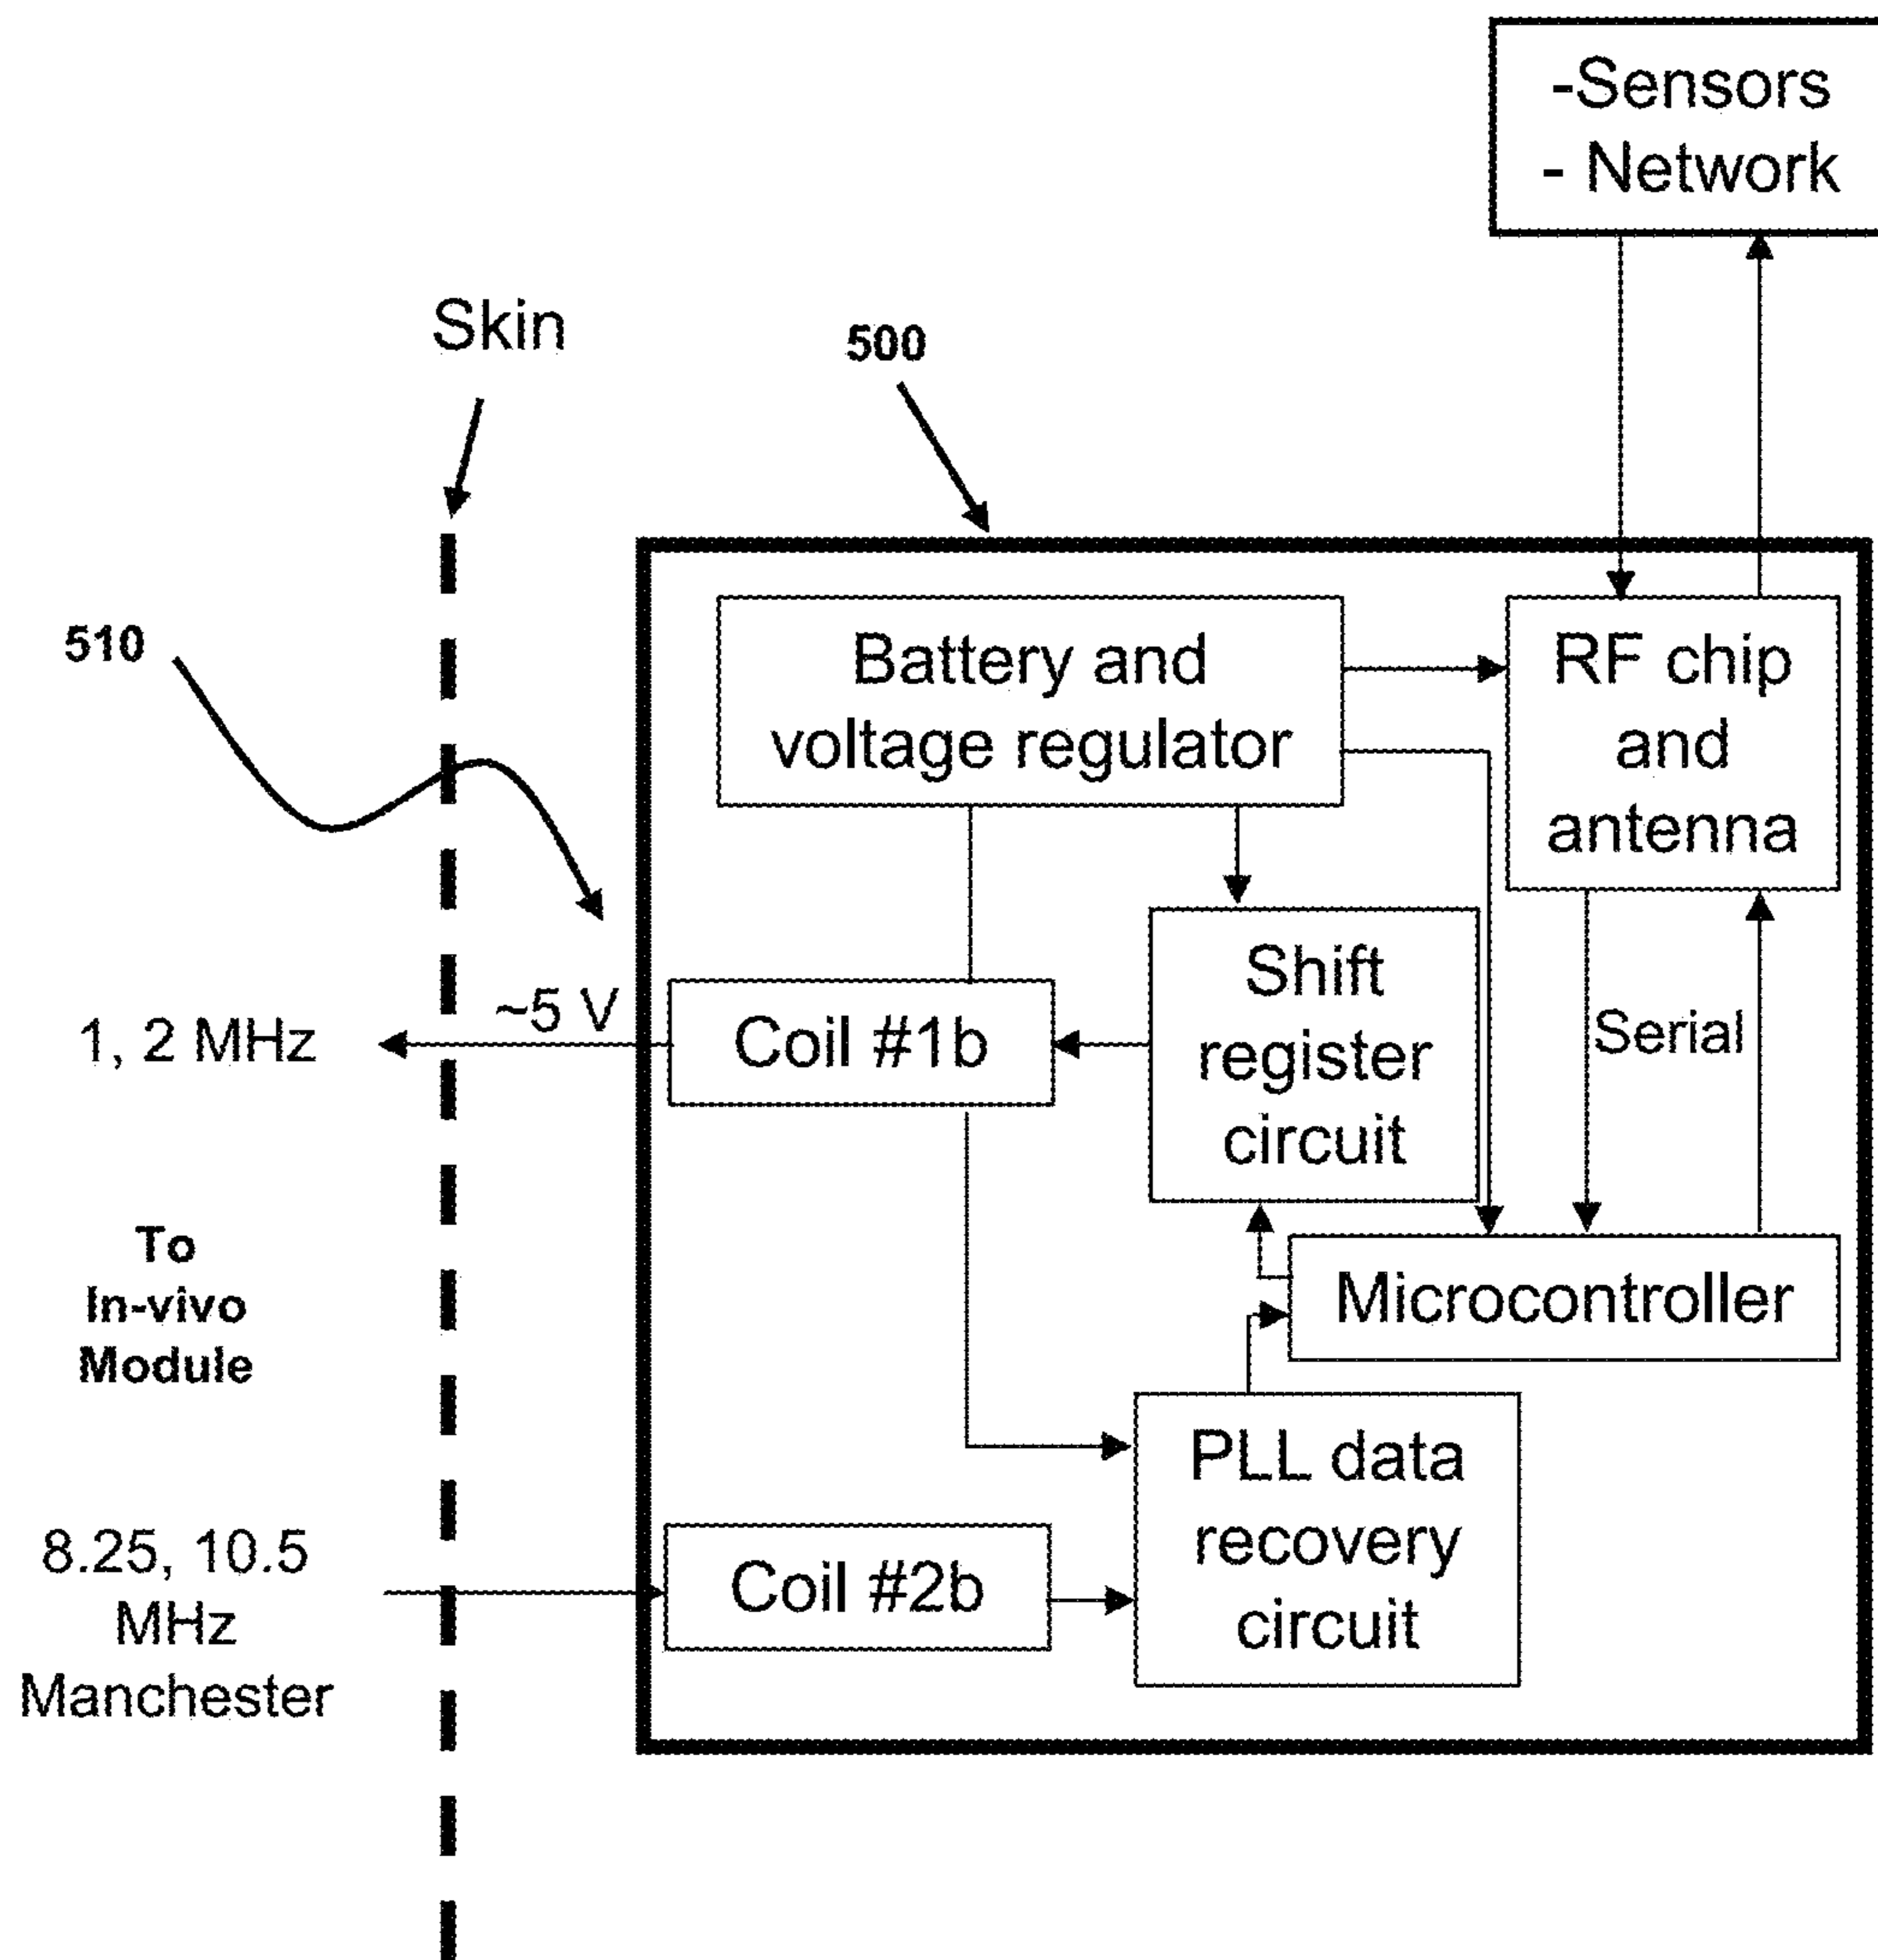 -Sensors
- Network
Skin
500
510
Battery and
voltage regulator
RF chip
and
antenna
Shift
register
circuit
Serial
~5 V
Coil #1b
1, 2 MHz
To
In-vivo
Module
Microcontroller
PLL data
recovery
circuit
Coil #2b
8.25, 10.5
MHz
Manchester